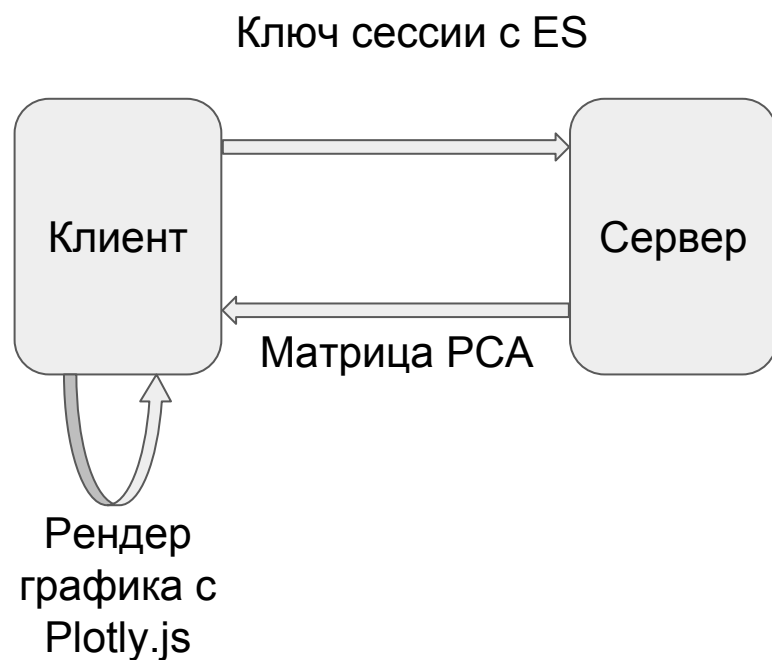 Ключ сессии с ES
Клиент
Сервер
Матрица PCA
Рендер
графика с
Plotly.js